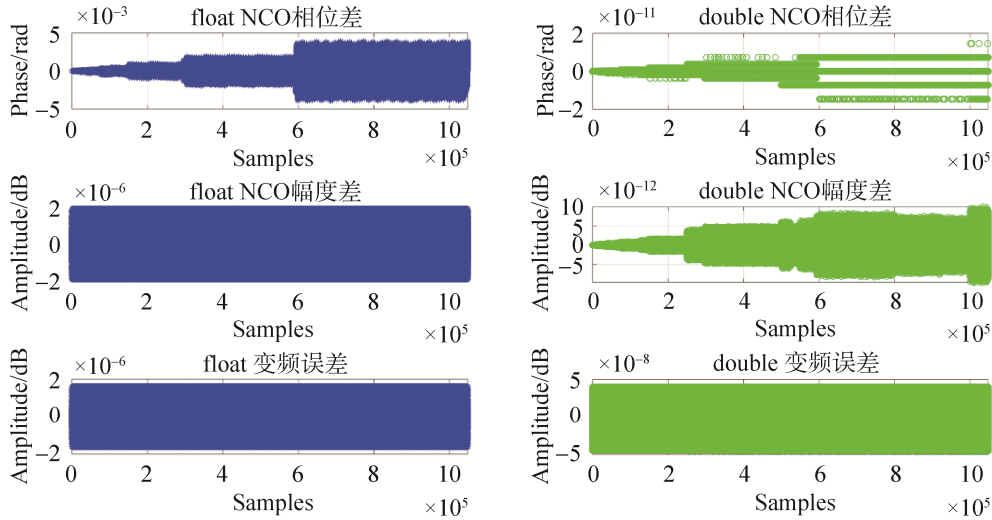 ×10⁻³
float NCO相位差
5
0
−5
Phase/rad
0 2 4 6 8 10
Samples
×10⁵
×10⁻¹¹
double NCO相位差
2
0
−2
Phase/rad
0 2 4 6 8 10
Samples
×10⁵
×10⁻⁶
float NCO幅度差
2
0
−2
Amplitude/dB
0 2 4 6 8 10
Samples
×10⁵
×10⁻¹²
double NCO幅度差
10
5
0
−5
Amplitude/dB
0 2 4 6 8 10
Samples
×10⁵
×10⁻⁶
float 变频误差
2
0
−2
Amplitude/dB
0 2 4 6 8 10
Samples
×10⁵
×10⁻⁸
double 变频误差
5
0
−5
Amplitude/dB
0 2 4 6 8 10
Samples
×10⁵